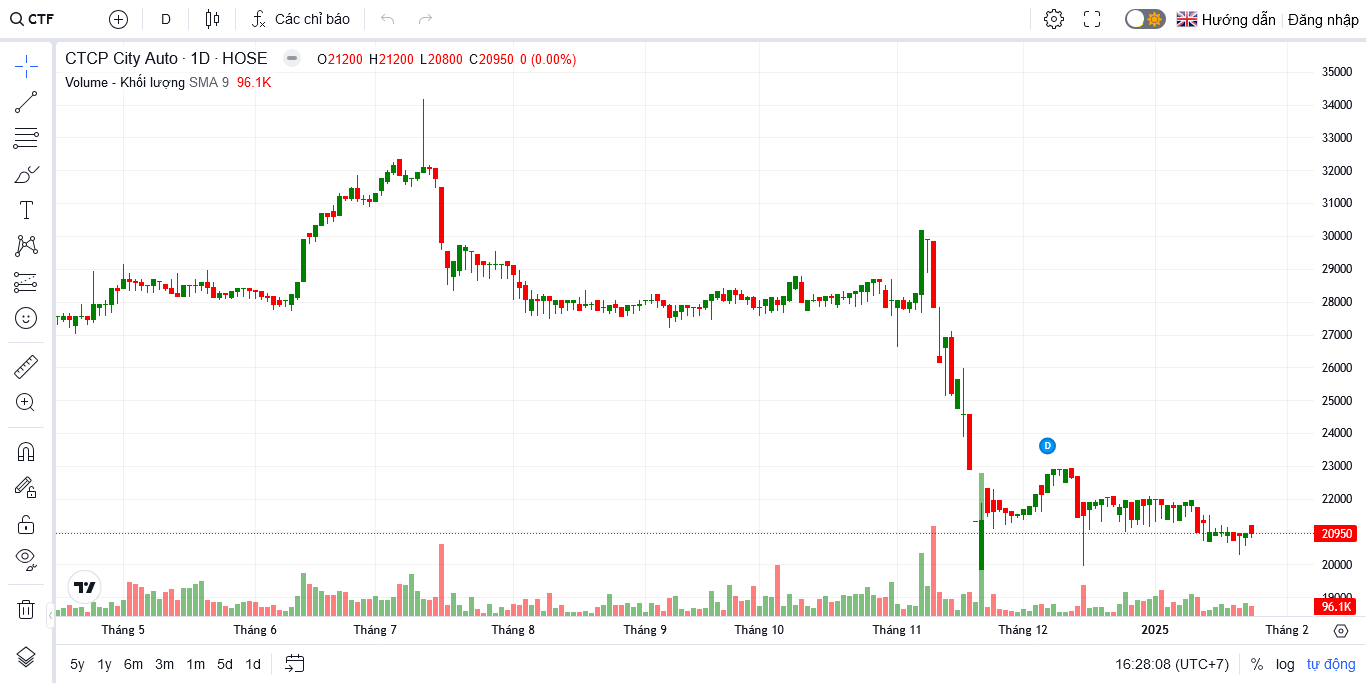 CTF D Các chỉ báo Hướng dẫn Đăng nhập
CTCP City Auto · 1D · HOSE O21200 H21200 L20800 C20950 0 (0.00%)
Volume - Khối lượng SMA 9 96.1K
35000
34000
33000
32000
31000
30000
29000
28000
27000
26000
25000
24000
D
23000
22000
20950
20000
19000
96.1K
Tháng 5 Tháng 6 Tháng 7 Tháng 8 Tháng 9 Tháng 10 Tháng 11 Tháng 12 2025 Tháng 2
5y 1y 6m 3m 1m 5d 1d 16:28:08 (UTC+7) % log tự động